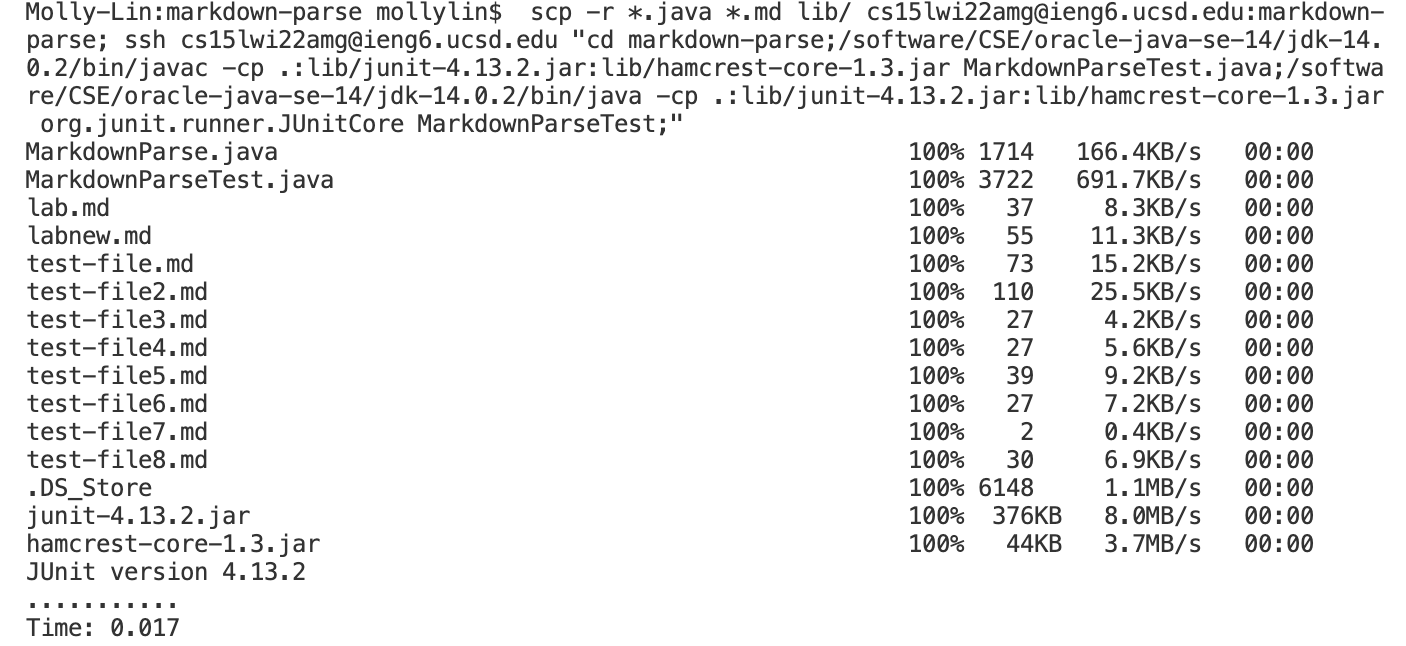 Molly-Lin:markdown-parse mollylin$  scp -r *.java *.md lib/ cs15lwi22amg@ieng6.ucsd.edu:markdown-
parse; ssh cs15lwi22amg@ieng6.ucsd.edu "cd markdown-parse;/software/CSE/oracle-java-se-14/jdk-14.
0.2/bin/javac -cp .:lib/junit-4.13.2.jar:lib/hamcrest-core-1.3.jar MarkdownParseTest.java;/softwa
re/CSE/oracle-java-se-14/jdk-14.0.2/bin/java -cp .:lib/junit-4.13.2.jar:lib/hamcrest-core-1.3.jar
 org.junit.runner.JUnitCore MarkdownParseTest;"
MarkdownParse.java 100% 1714 166.4KB/s 00:00
MarkdownParseTest.java 100% 3722 691.7KB/s 00:00
lab.md 100% 37 8.3KB/s 00:00
labnew.md 100% 55 11.3KB/s 00:00
test-file.md 100% 73 15.2KB/s 00:00
test-file2.md 100% 110 25.5KB/s 00:00
test-file3.md 100% 27 4.2KB/s 00:00
test-file4.md 100% 27 5.6KB/s 00:00
test-file5.md 100% 39 9.2KB/s 00:00
test-file6.md 100% 27 7.2KB/s 00:00
test-file7.md 100% 2 0.4KB/s 00:00
test-file8.md 100% 30 6.9KB/s 00:00
.DS_Store 100% 6148 1.1MB/s 00:00
junit-4.13.2.jar 100% 376KB 8.0MB/s 00:00
hamcrest-core-1.3.jar 100% 44KB 3.7MB/s 00:00
JUnit version 4.13.2
...........
Time: 0.017